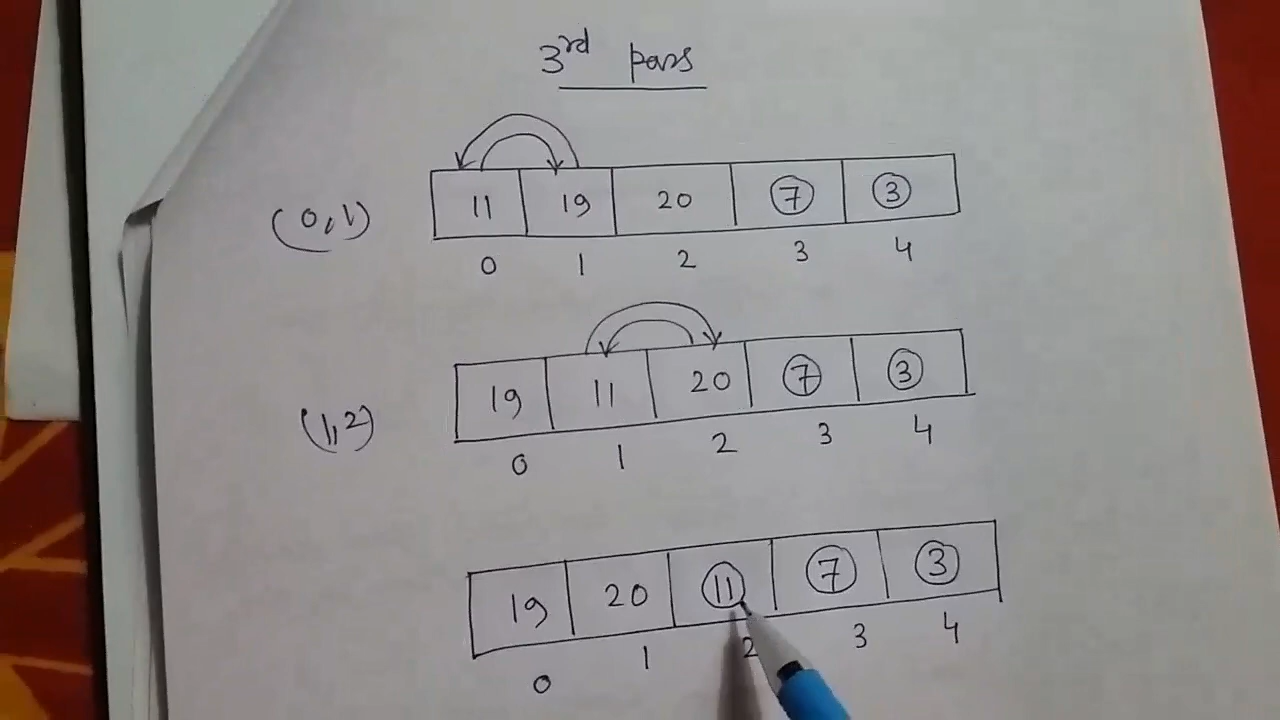 3rd pass
(0,1) 11 19 20 7 3
0 1 2 3 4
(1,2) 19 11 20 7 3
0 1 2 3 4
19 20 11 7 3
0 1 2 3 4